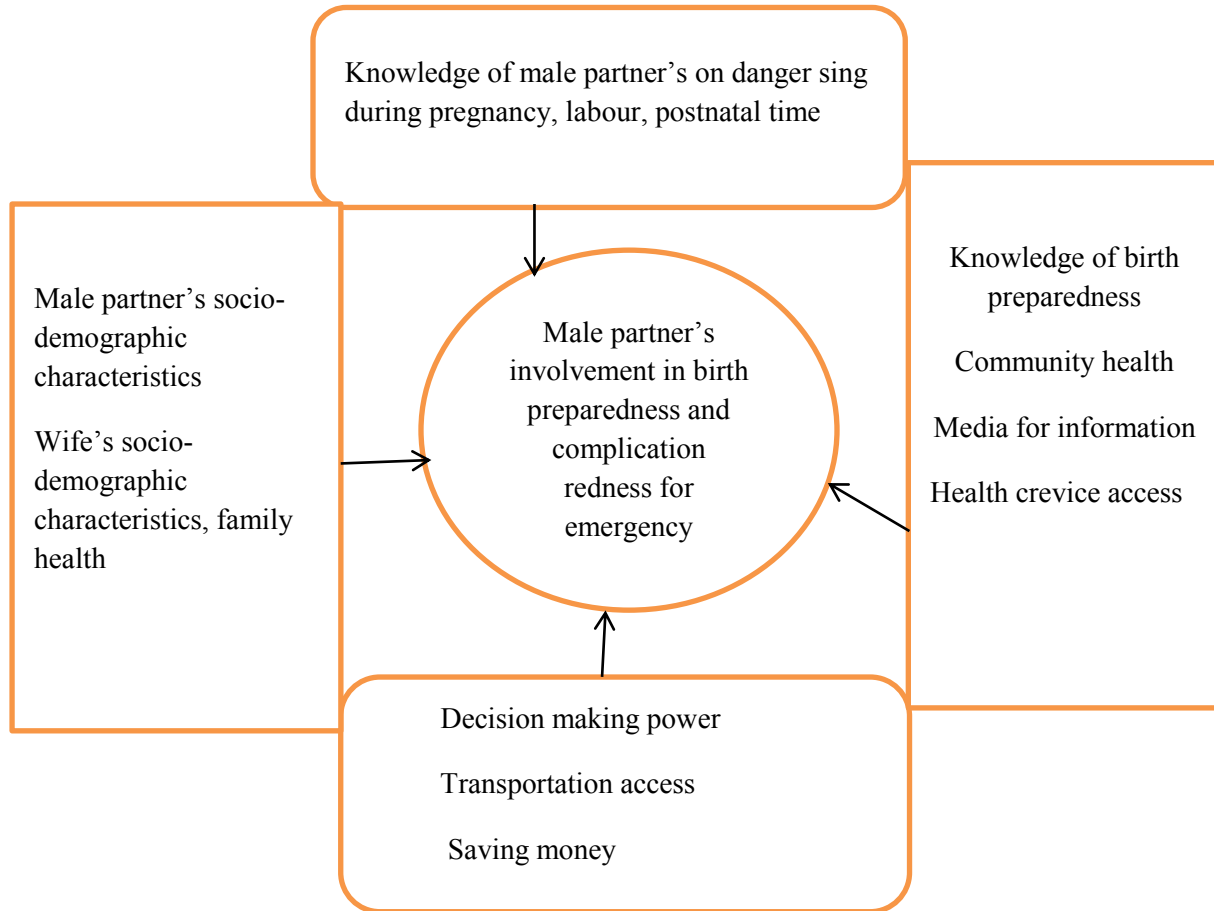 Knowledge of male partner’s on danger sing
during pregnancy, labour, postnatal time
Male partner’s socio-
demographic
characteristics
Wife’s socio-
demographic
characteristics, family
health
Male partner’s
involvement in birth
preparedness and
complication
redness for
emergency
Knowledge of birth
preparedness
Community health
Media for information
Health crevice access
Decision making power
Transportation access
Saving money